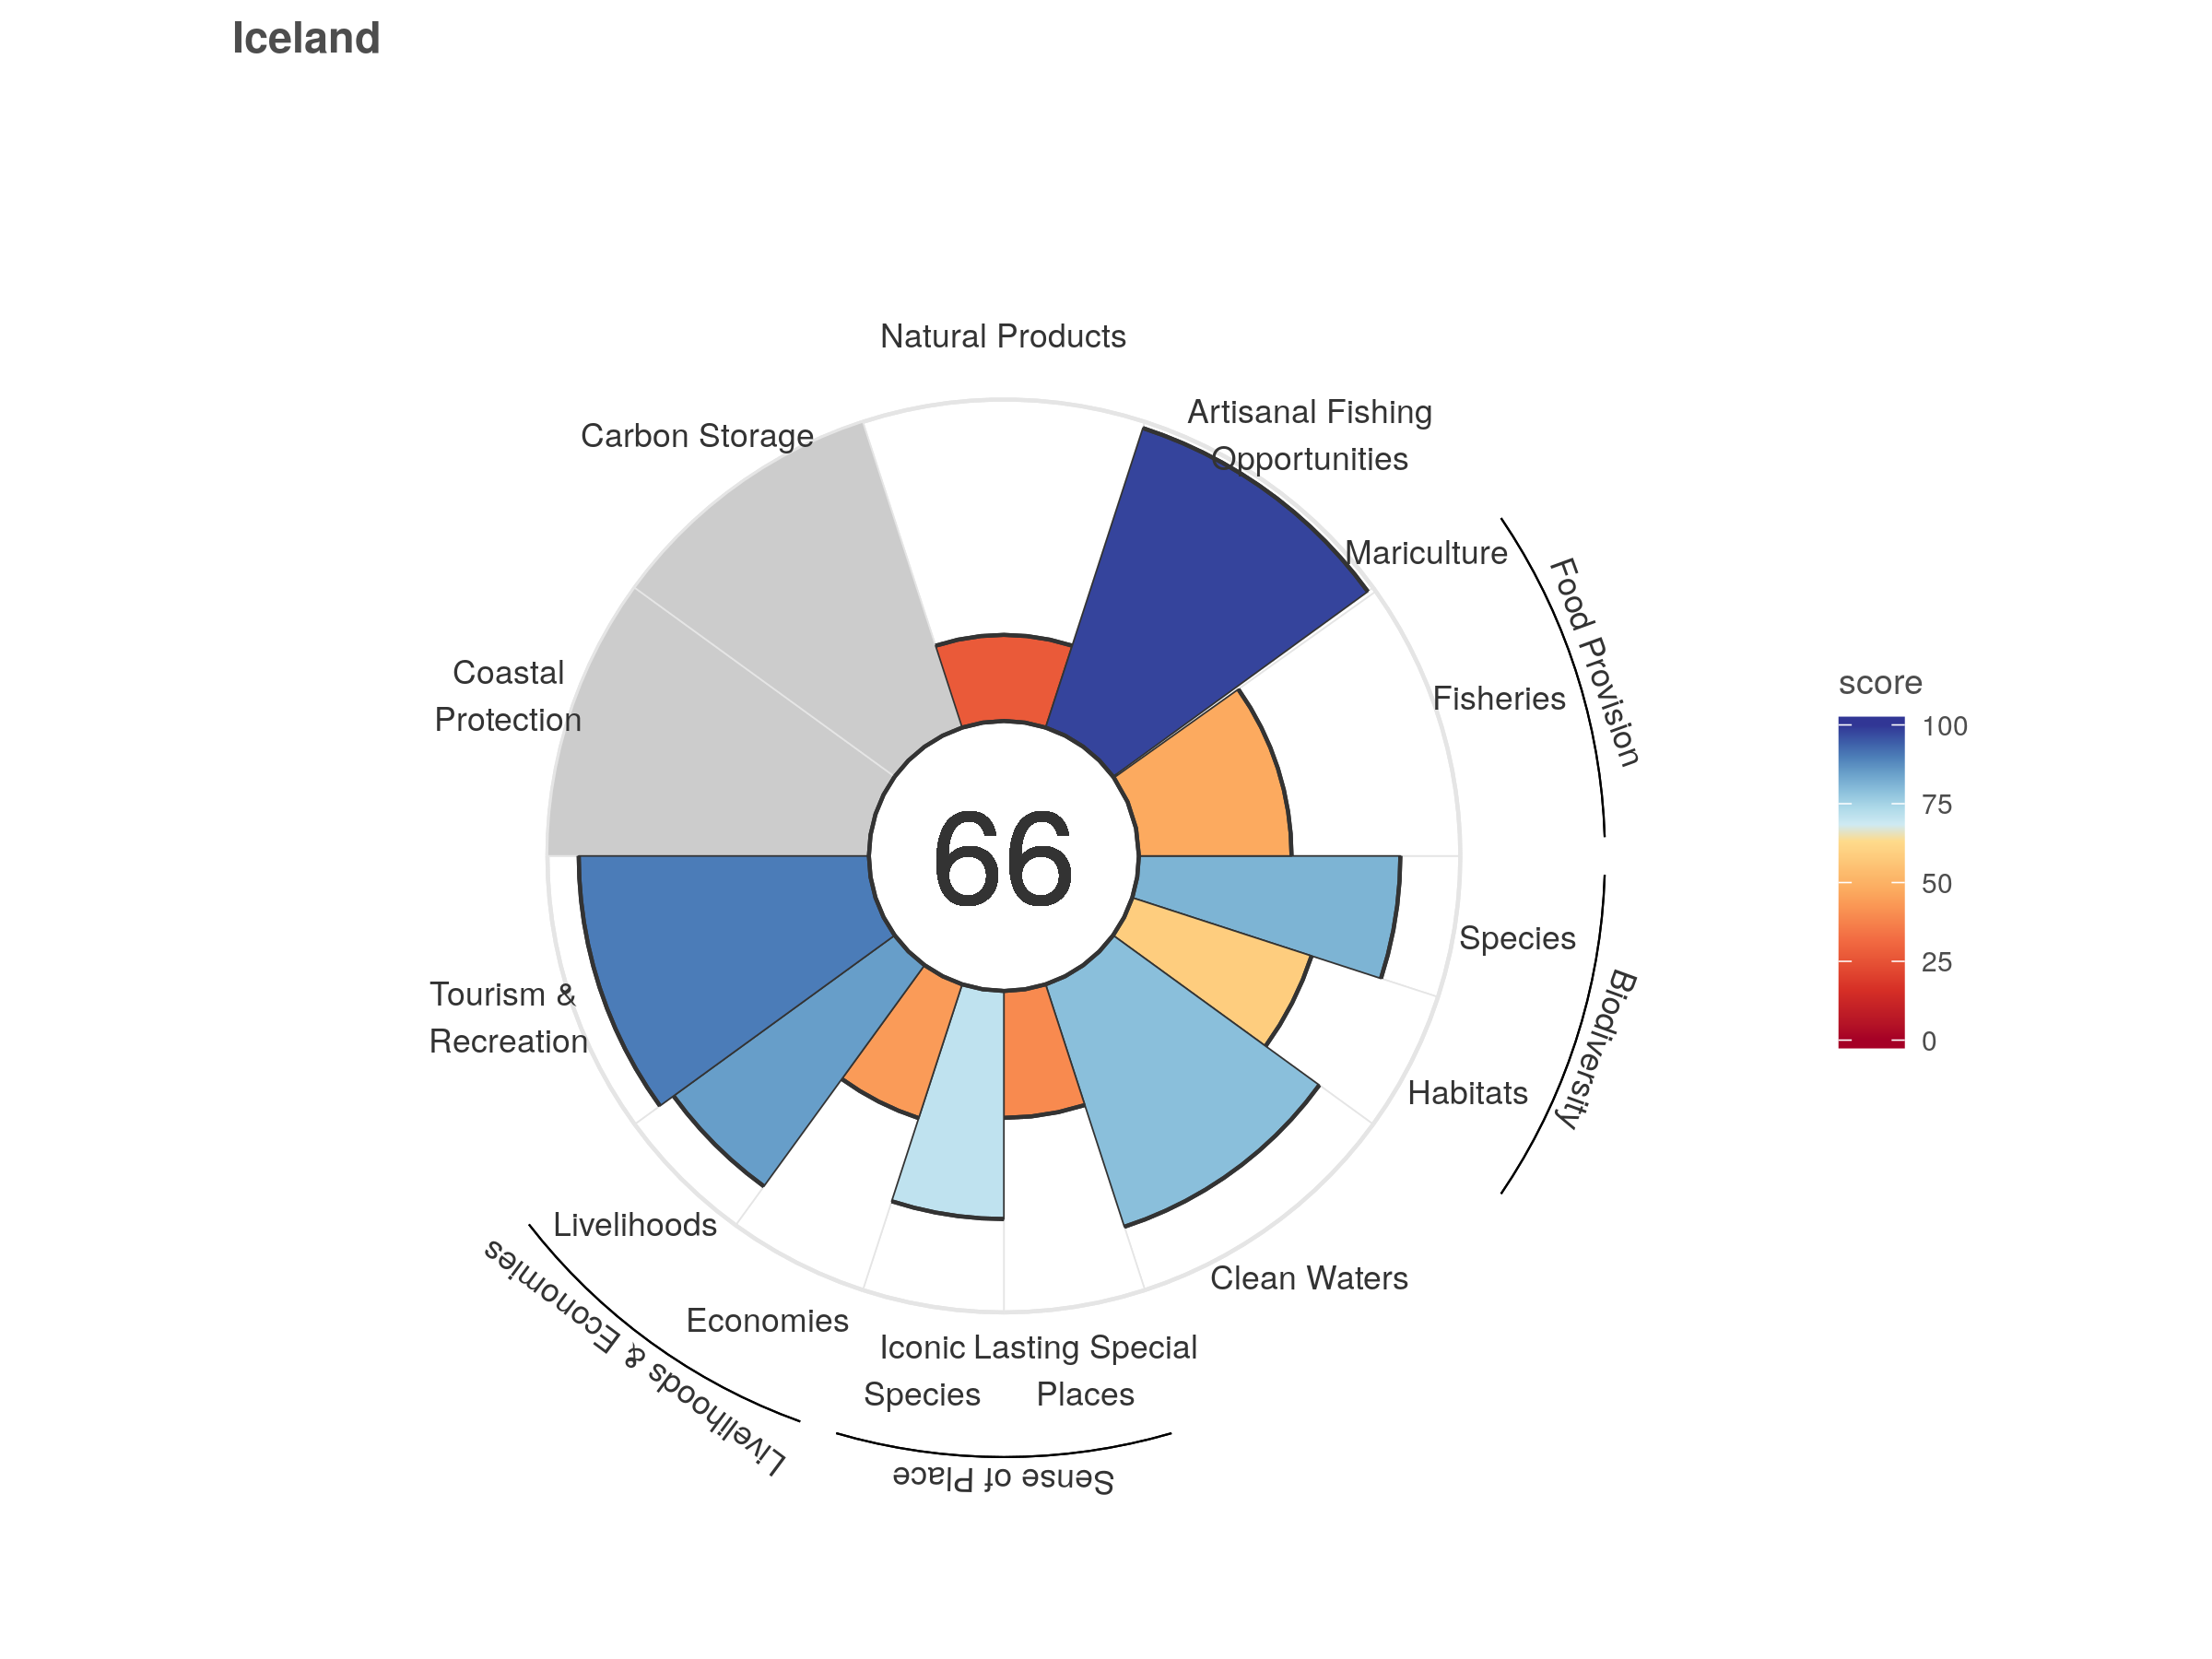 Iceland
Natural Products
Artisanal Fishing
Opportunities
Carbon Storage
Mariculture
Food Provision
Fisheries
Coastal
Protection
score
100
75
50
25
0
66
Species
Biodiversity
Habitats
Tourism &
Recreation
Livelihoods
Clean Waters
Economies
Livelihoods & Economies
Iconic
Species
Lasting Special
Places
Sense of Place